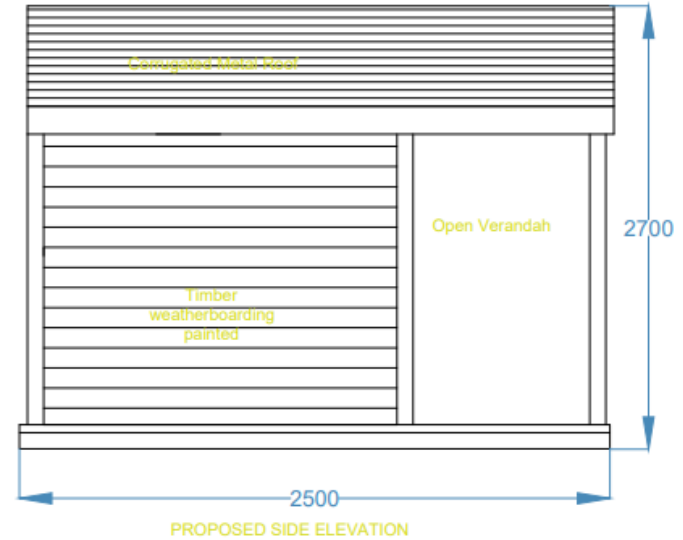 Corrugated Metal Roof
Open Verandah
2700
Timber
weatherboarding
painted
2500
PROPOSED SIDE ELEVATION